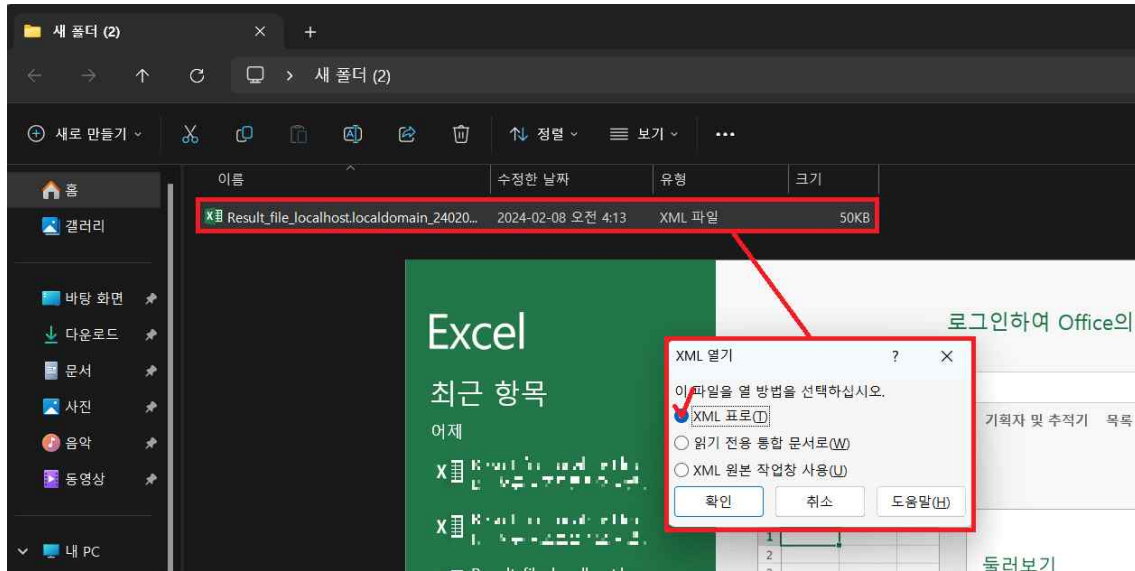 새 폴더 (2)
새 폴더 (2)
새로 만들기
정렬
보기
이름
수정한 날짜
유형
크기
홈
갤러리
Result_file_localhost.localdomain_24020...
2024-02-08 오전 4:13
XML 파일
50KB
바탕 화면
다운로드
문서
사진
음악
동영상
내 PC
Excel
최근 항목
어제
로그인하여 Office의
XML 열기
이 파일을 열 방법을 선택하십시오.
XML 표로(T)
읽기 전용 통합 문서로(W)
XML 원본 작업창 사용(U)
확인
취소
도움말(H)
기획자 및 추적기
목록
1
2
둘러보기